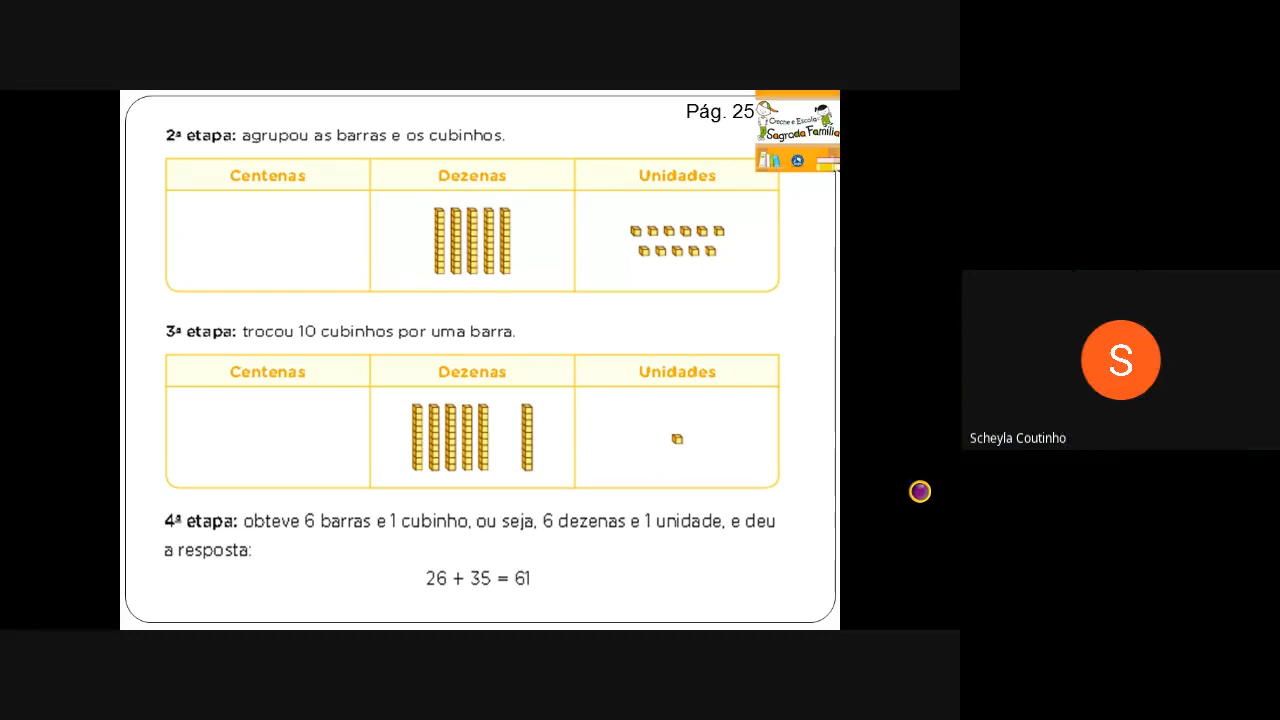 Pág. 25
Creche e Escola
Sagrada Família
2ª etapa: agrupou as barras e os cubinhos.
Centenas Dezenas Unidades
3ª etapa: trocou 10 cubinhos por uma barra.
Centenas Dezenas Unidades
4ª etapa: obteve 6 barras e 1 cubinho, ou seja, 6 dezenas e 1 unidade, e deu
a resposta:
26 + 35 = 61
S
Scheyla Coutinho